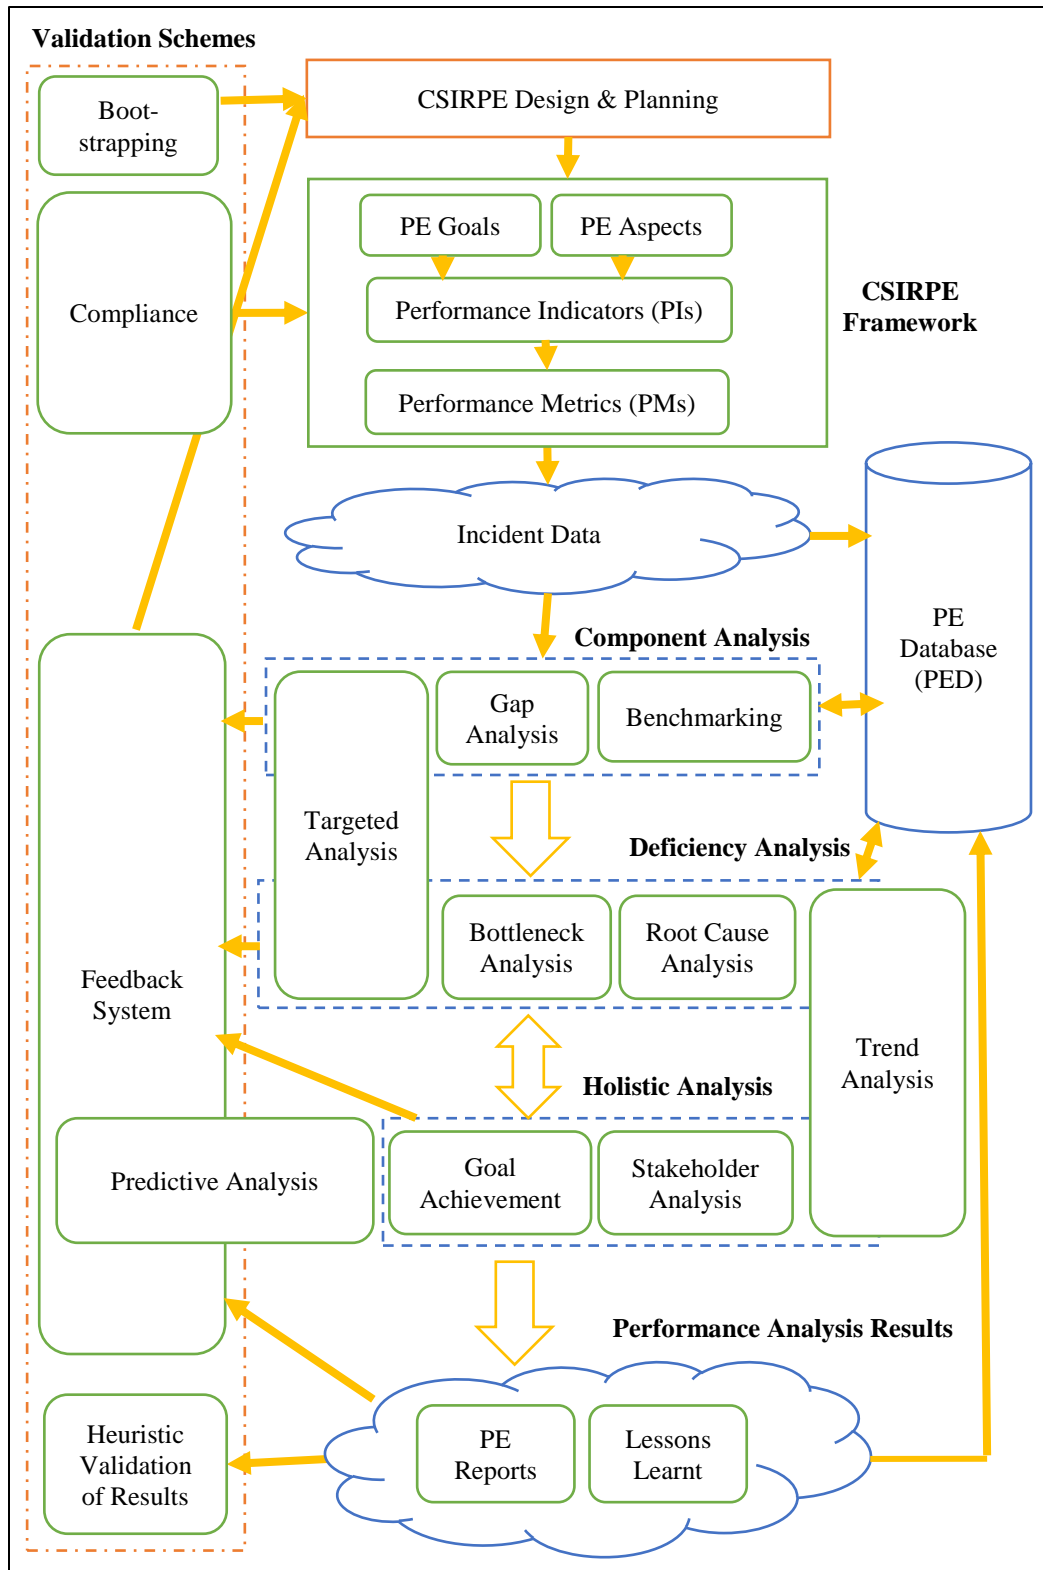 Validation Schemes
Boot-
strapping
CSIRPE Design & Planning
Compliance
PE Goals
PE Aspects
Performance Indicators (PIs)
Performance Metrics (PMs)
CSIRPE
Framework
Incident Data
PE
Database
(PED)
Component Analysis
Targeted
Analysis
Gap
Analysis
Benchmarking
Deficiency Analysis
Bottleneck
Analysis
Root Cause
Analysis
Feedback
System
Trend
Analysis
Holistic Analysis
Predictive Analysis
Goal
Achievement
Stakeholder
Analysis
Performance Analysis Results
Heuristic
Validation
of Results
PE
Reports
Lessons
Learnt